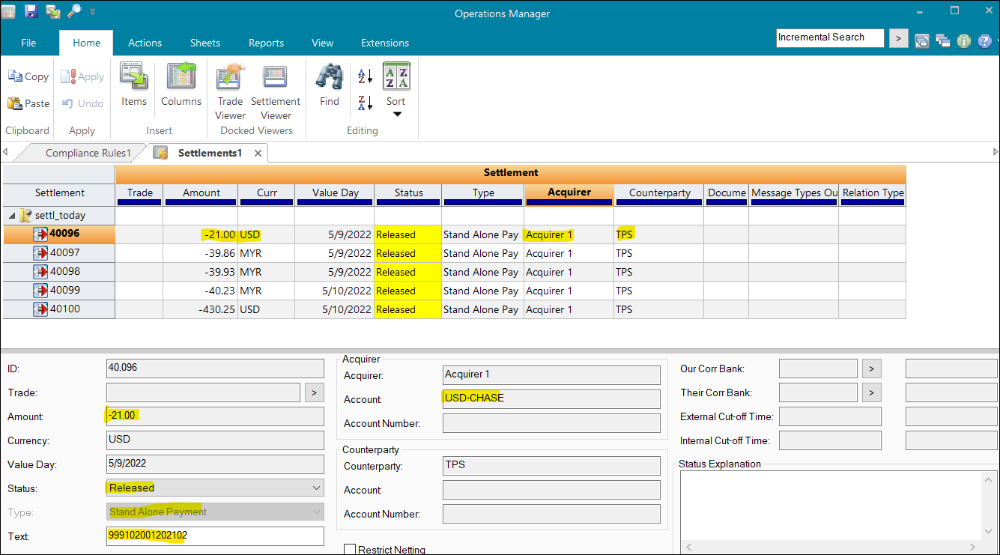 Operations Manager
File Home Actions Sheets Reports View Extensions Incremental Search >
Copy Apply Items Columns Trade Viewer Settlement Viewer Find Sort
Paste Undo
Clipboard Apply Insert Docked Viewers Editing
Compliance Rules1 Settlements1
Settlement
Settlement Trade Amount Curr Value Day Status Type Acquirer Counterparty Docume Message Types Ou Relation Type
settl_today
40096 -21.00 USD 5/9/2022 Released Stand Alone Pay Acquirer 1 TPS
40097 -39.86 MYR 5/9/2022 Released Stand Alone Pay Acquirer 1 TPS
40098 -39.93 MYR 5/9/2022 Released Stand Alone Pay Acquirer 1 TPS
40099 -40.23 MYR 5/10/2022 Released Stand Alone Pay Acquirer 1 TPS
40100 -430.25 USD 5/10/2022 Released Stand Alone Pay Acquirer 1 TPS
ID: 40,096
Trade: >
Amount: -21.00
Currency: USD
Value Day: 5/9/2022
Status: Released
Type: Stand Alone Payment
Text: 999102001202102
Acquirer
Acquirer: Acquirer 1
Account: USD-CHASE
Account Number:
Counterparty
Counterparty: TPS
Account:
Account Number:
Restrict Netting
Our Corr Bank: >
Their Corr Bank: >
External Cut-off Time:
Internal Cut-off Time:
Status Explanation